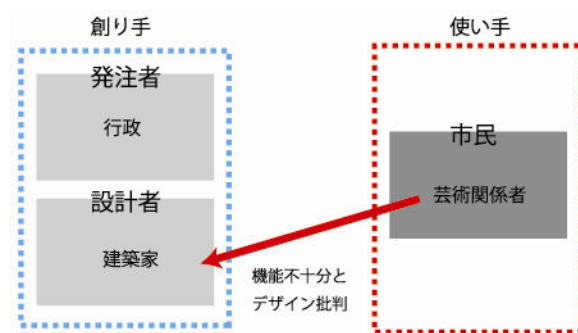 創り手
発注者
行政
設計者
建築家
使い手
市民
芸術関係者
機能不十分と
デザイン批判